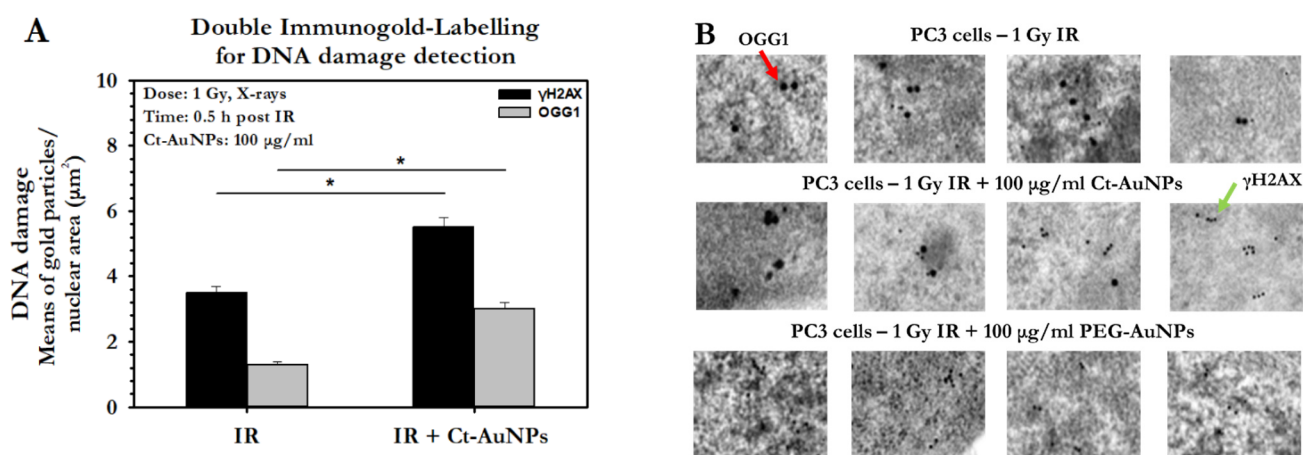 A
Double Immunogold-Labelling
for DNA damage detection
DNA damage
Means of gold particles/
nuclear area (μm²)
10
8
6
4
2
0
Dose: 1 Gy, X-rays
Time: 0.5 h post IR
Ct-AuNPs: 100 μg/ml
γH2AX
OGG1
*
*
IR
IR + Ct-AuNPs
B
OGG1
PC3 cells – 1 Gy IR
PC3 cells – 1 Gy IR + 100 μg/ml Ct-AuNPs
γH2AX
PC3 cells – 1 Gy IR + 100 μg/ml PEG-AuNPs